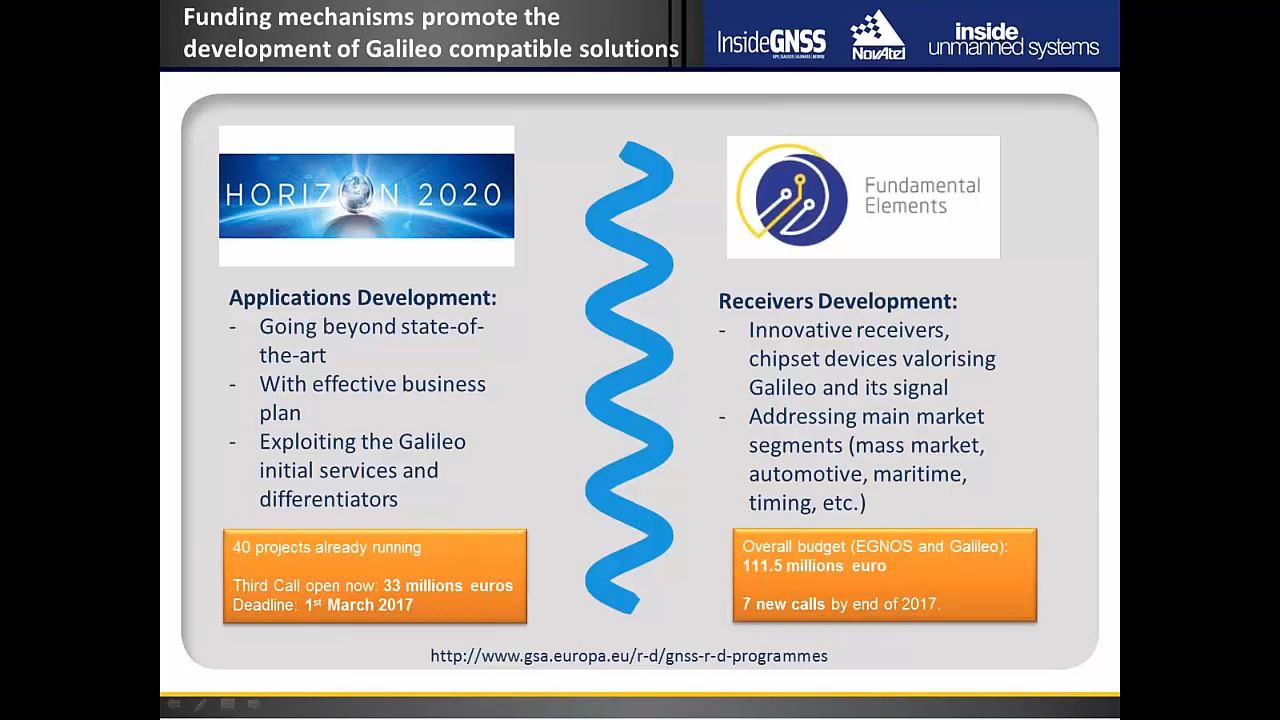 Funding mechanisms promote the
development of Galileo compatible solutions
InsideGNSS
NovAtel
inside
unmanned systems
HORIZON 2020
Fundamental
Elements
Applications Development:
- Going beyond state-of-
the-art
- With effective business
plan
- Exploiting the Galileo
initial services and
differentiators
40 projects already running
Third Call open now: 33 millions euros
Deadline: 1st March 2017
Receivers Development:
- Innovative receivers,
chipset devices valorising
Galileo and its signal
- Addressing main market
segments (mass market,
automotive, maritime,
timing, etc.)
Overall budget (EGNOS and Galileo):
111.5 millions euro
7 new calls by end of 2017.
http://www.gsa.europa.eu/r-d/gnss-r-d-programmes